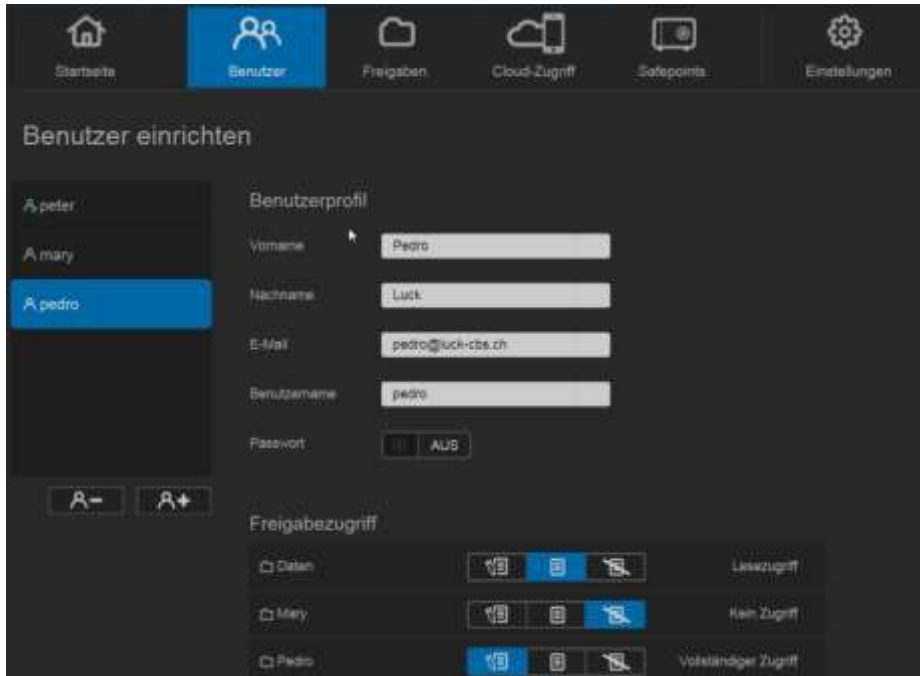 Startseite
Benutzer
Freigaben
Cloud-Zugriff
Safepoints
Einstellungen
Benutzer einrichten
peter
mary
pedro
Benutzerprofil
Vorname Pedro
Nachname Luck
E-Mail pedro@luck-cbs.ch
Benutzername pedro
Passwort AUS
Freigabezugriff
Daten Lesezugriff
Mary Kein Zugriff
Pedro Vollständiger Zugriff